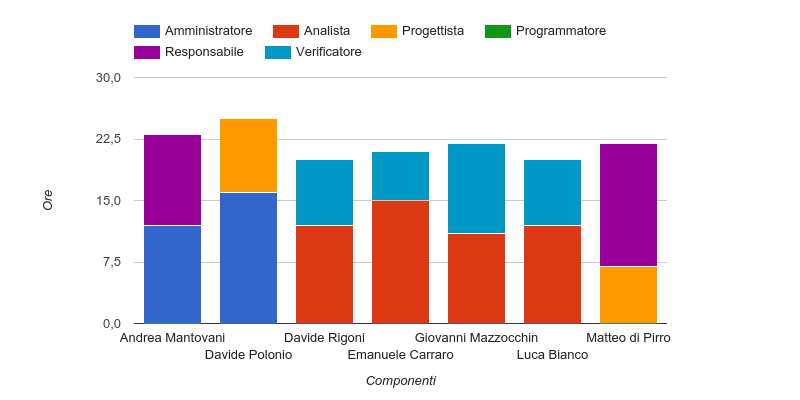 Amministratore Analista Progettista Programmatore
Responsabile Verificatore
30,0
22,5
15,0
7,5
0,0
Ore
Andrea Mantovani Davide Rigoni Giovanni Mazzocchin Matteo di Pirro
Davide Polonio Emanuele Carraro Luca Bianco
Componenti